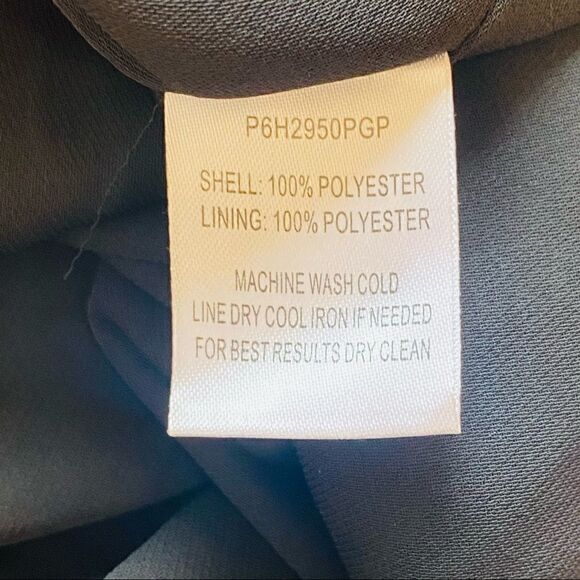 P6H2950PGP
SHELL: 100% POLYESTER
LINING: 100% POLYESTER
MACHINE WASH COLD
LINE DRY COOL IRON IF NEEDED
FOR BEST RESULTS DRY CLEAN